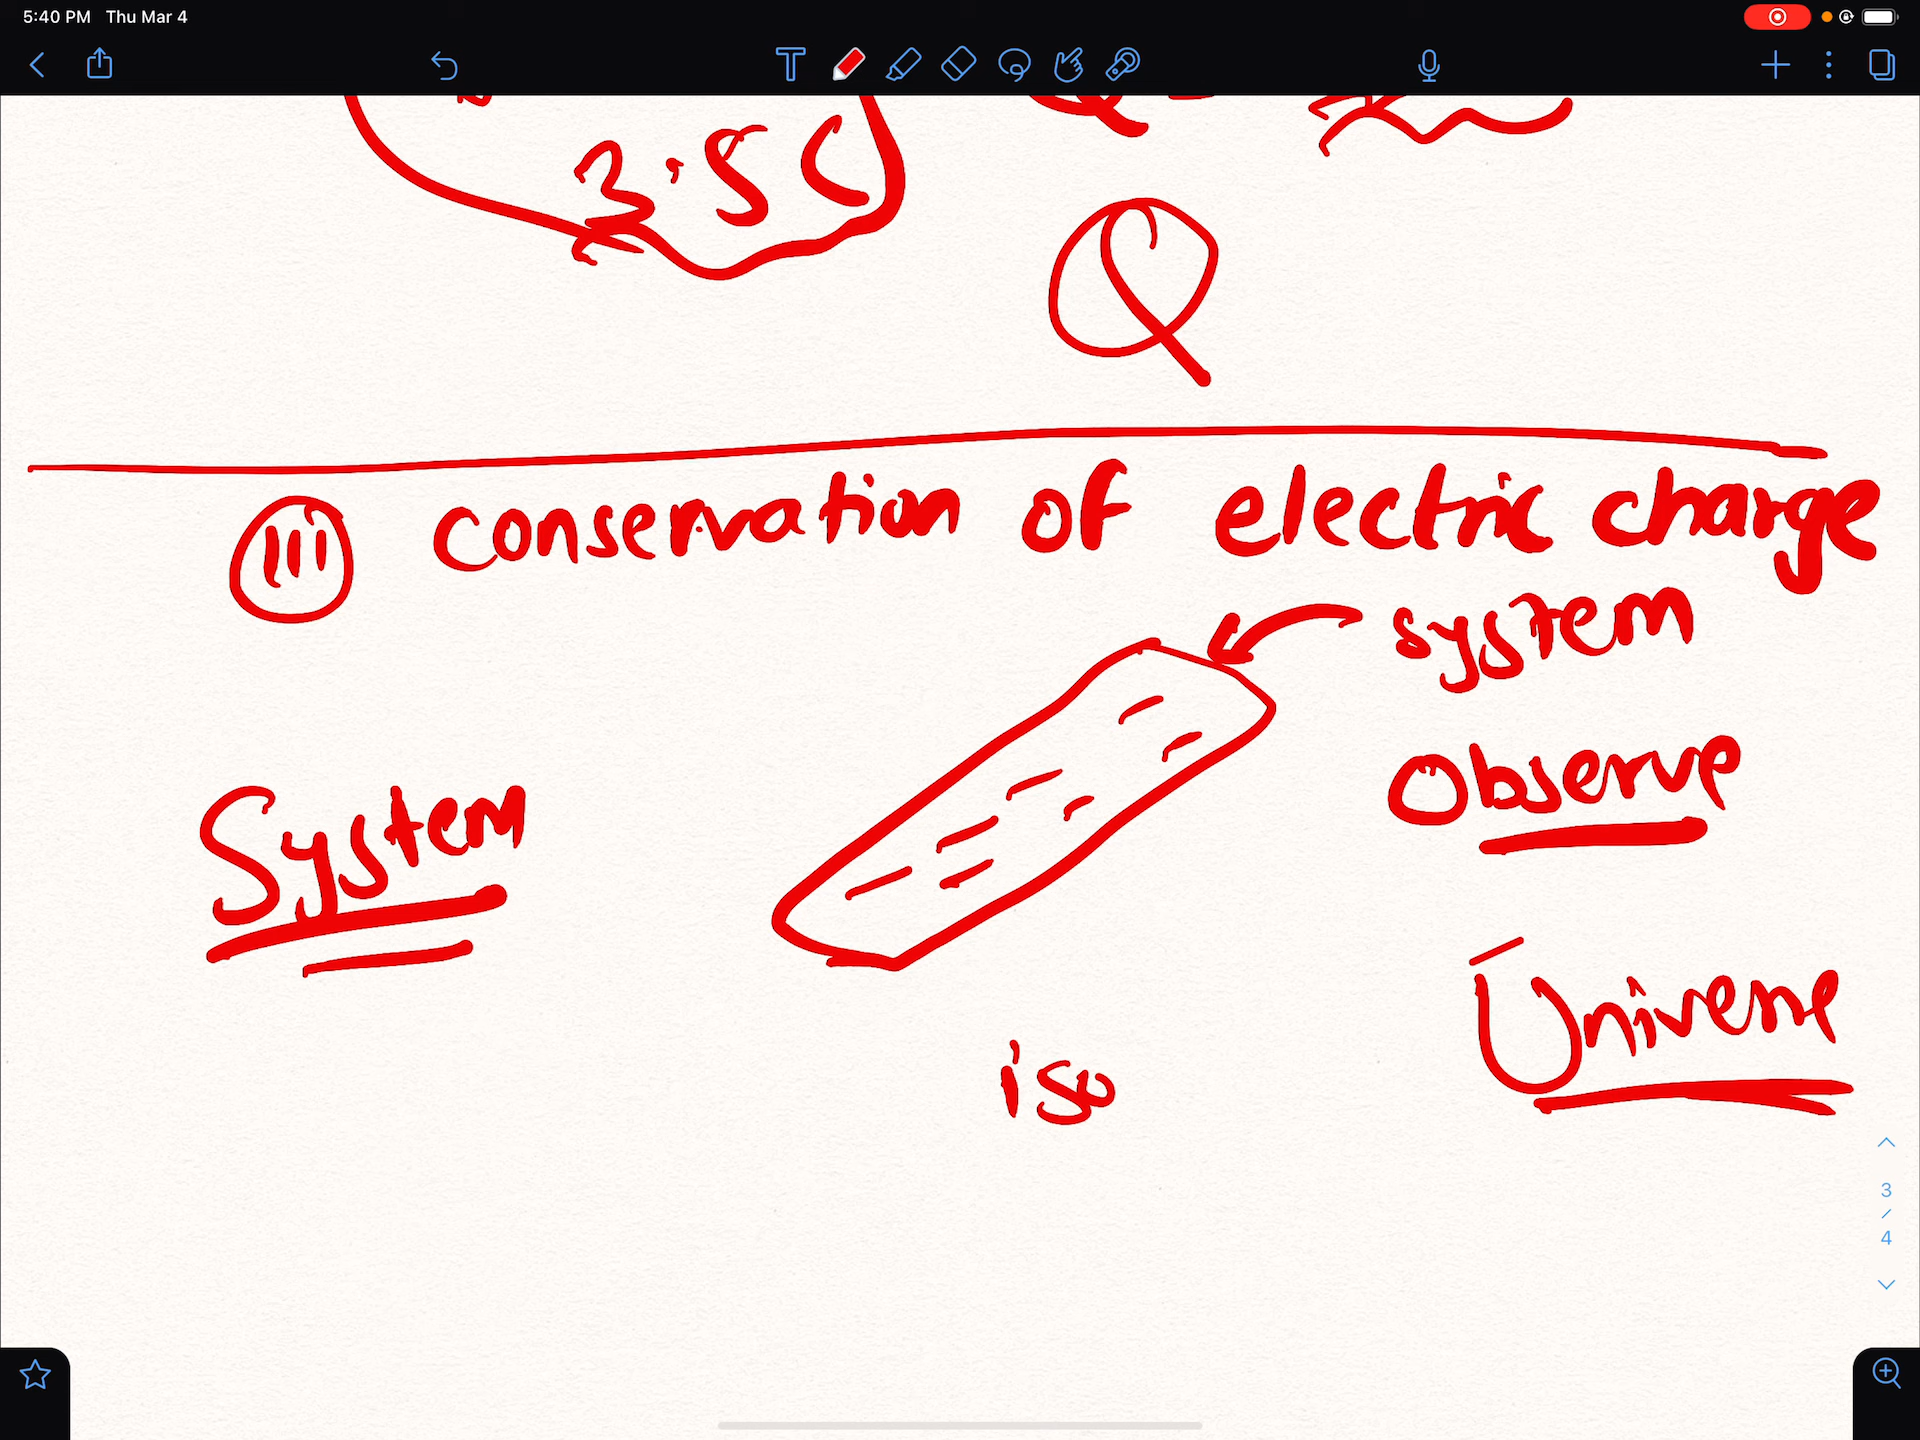 5:40 PM Thu Mar 4
3.5C
Q
(iii) conservation of electric charge
system
Observe
System
Universe
iso
3
/
4